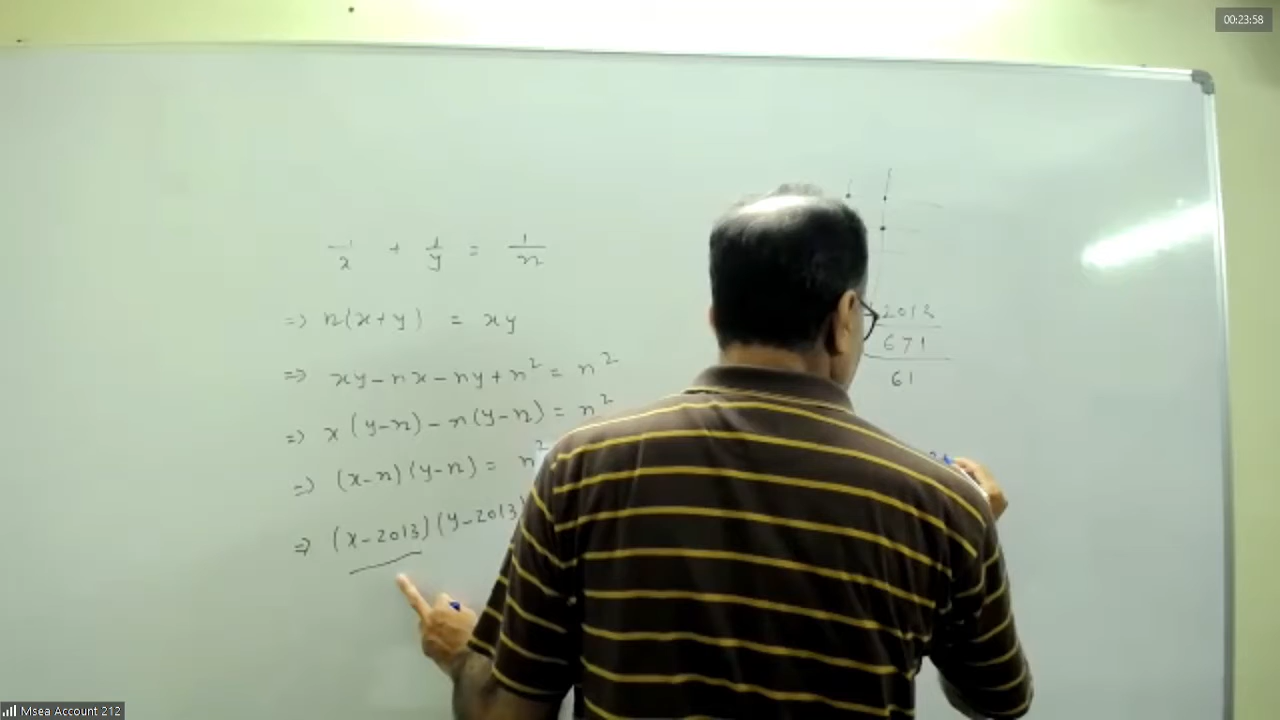 00:23:58
1/x + 1/y = 1/n
=> n(x+y) = xy
=> xy-nx-ny+n² = n²
=> x(y-n)-n(y-n) = n²
=> (x-n)(y-n) = n²
=> (x-2013)(y-2013)
2013
671
61
Msea Account 212